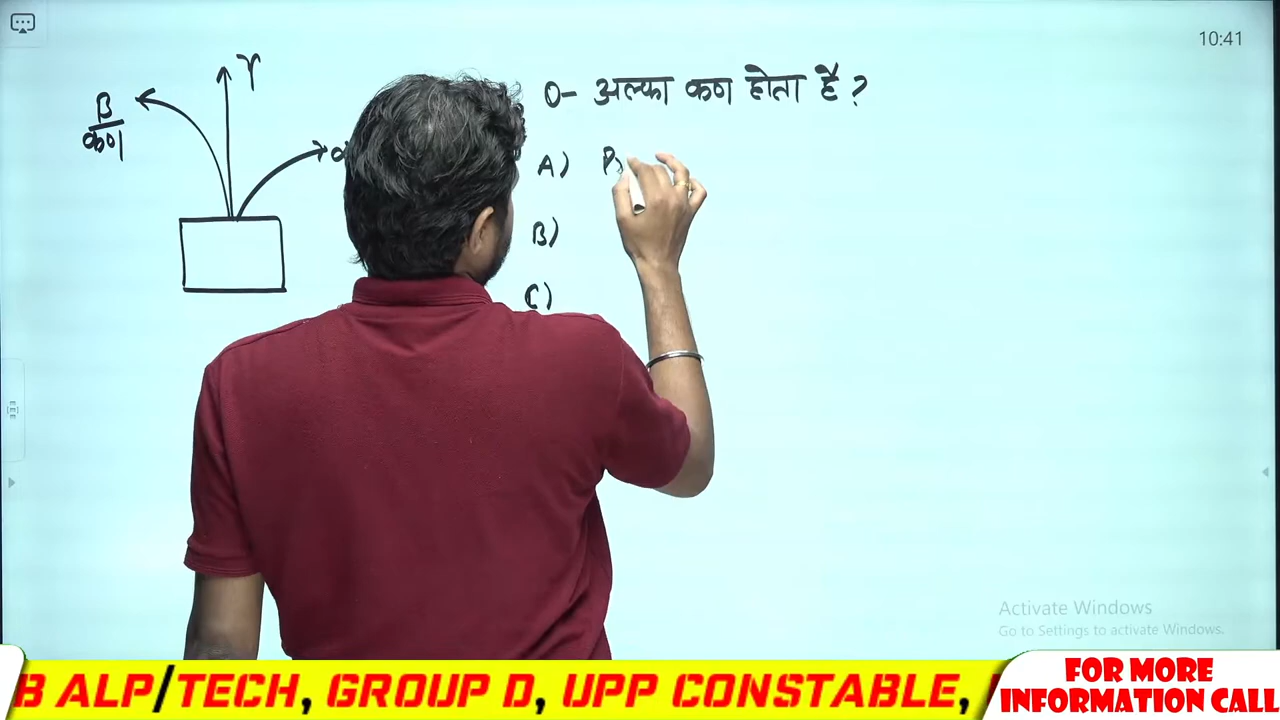 10:41
γ
β
कण
α
0- अल्फा कण होता है ?
A)
B)
C)
Activate Windows
Go to Settings to activate Windows.
B ALP/TECH, GROUP D, UPP CONSTABLE,
FOR MORE
INFORMATION CALL